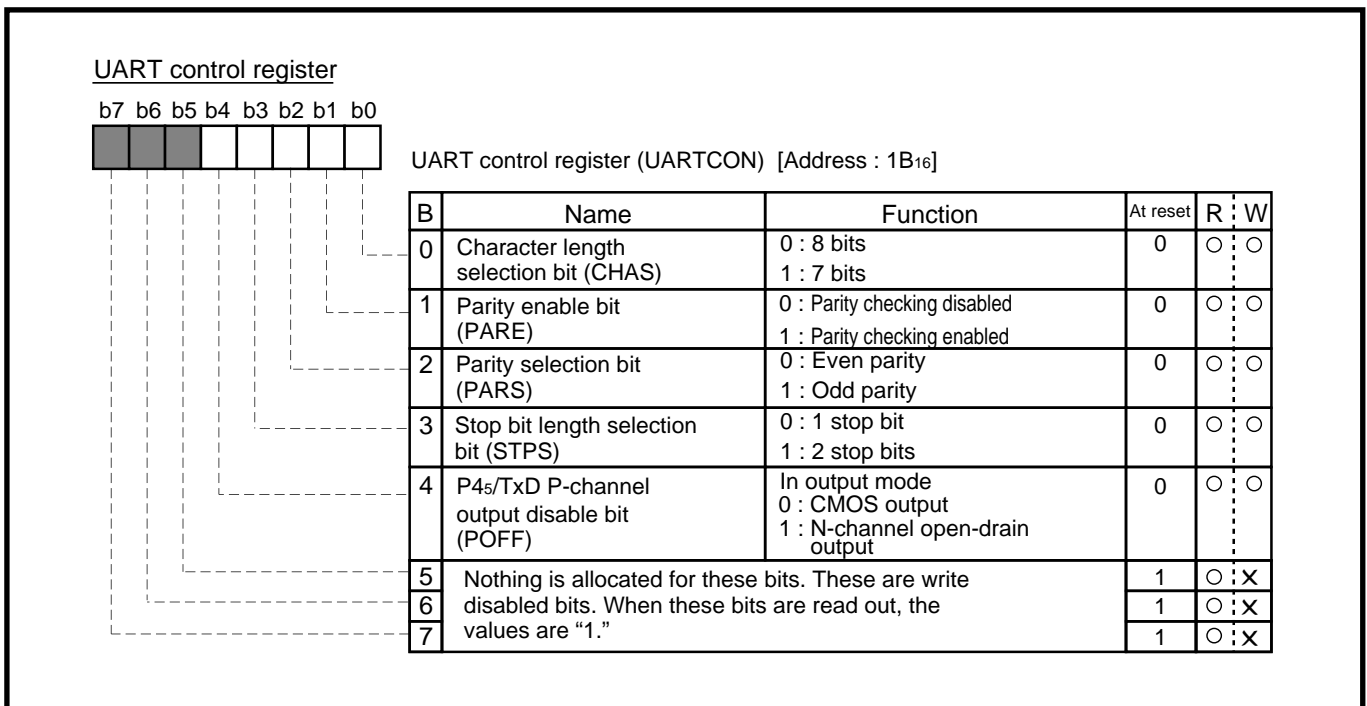 UART control register
b7 b6 b5 b4 b3 b2 b1 b0
UART control register (UARTCON) [Address : 1B16]
B Name Function At reset R W
0 Character length 0 : 8 bits 0 ○ ○
selection bit (CHAS) 1 : 7 bits
1 Parity enable bit 0 : Parity checking disabled 0 ○ ○
(PARE) 1 : Parity checking enabled
2 Parity selection bit 0 : Even parity 0 ○ ○
(PARS) 1 : Odd parity
3 Stop bit length selection 0 : 1 stop bit 0 ○ ○
bit (STPS) 1 : 2 stop bits
4 P45/TxD P-channel In output mode 0 ○ ○
output disable bit 0 : CMOS output
(POFF) 1 : N-channel open-drain
output
5 Nothing is allocated for these bits. These are write 1 ○ ×
6 disabled bits. When these bits are read out, the 1 ○ ×
7 values are “1.” 1 ○ ×